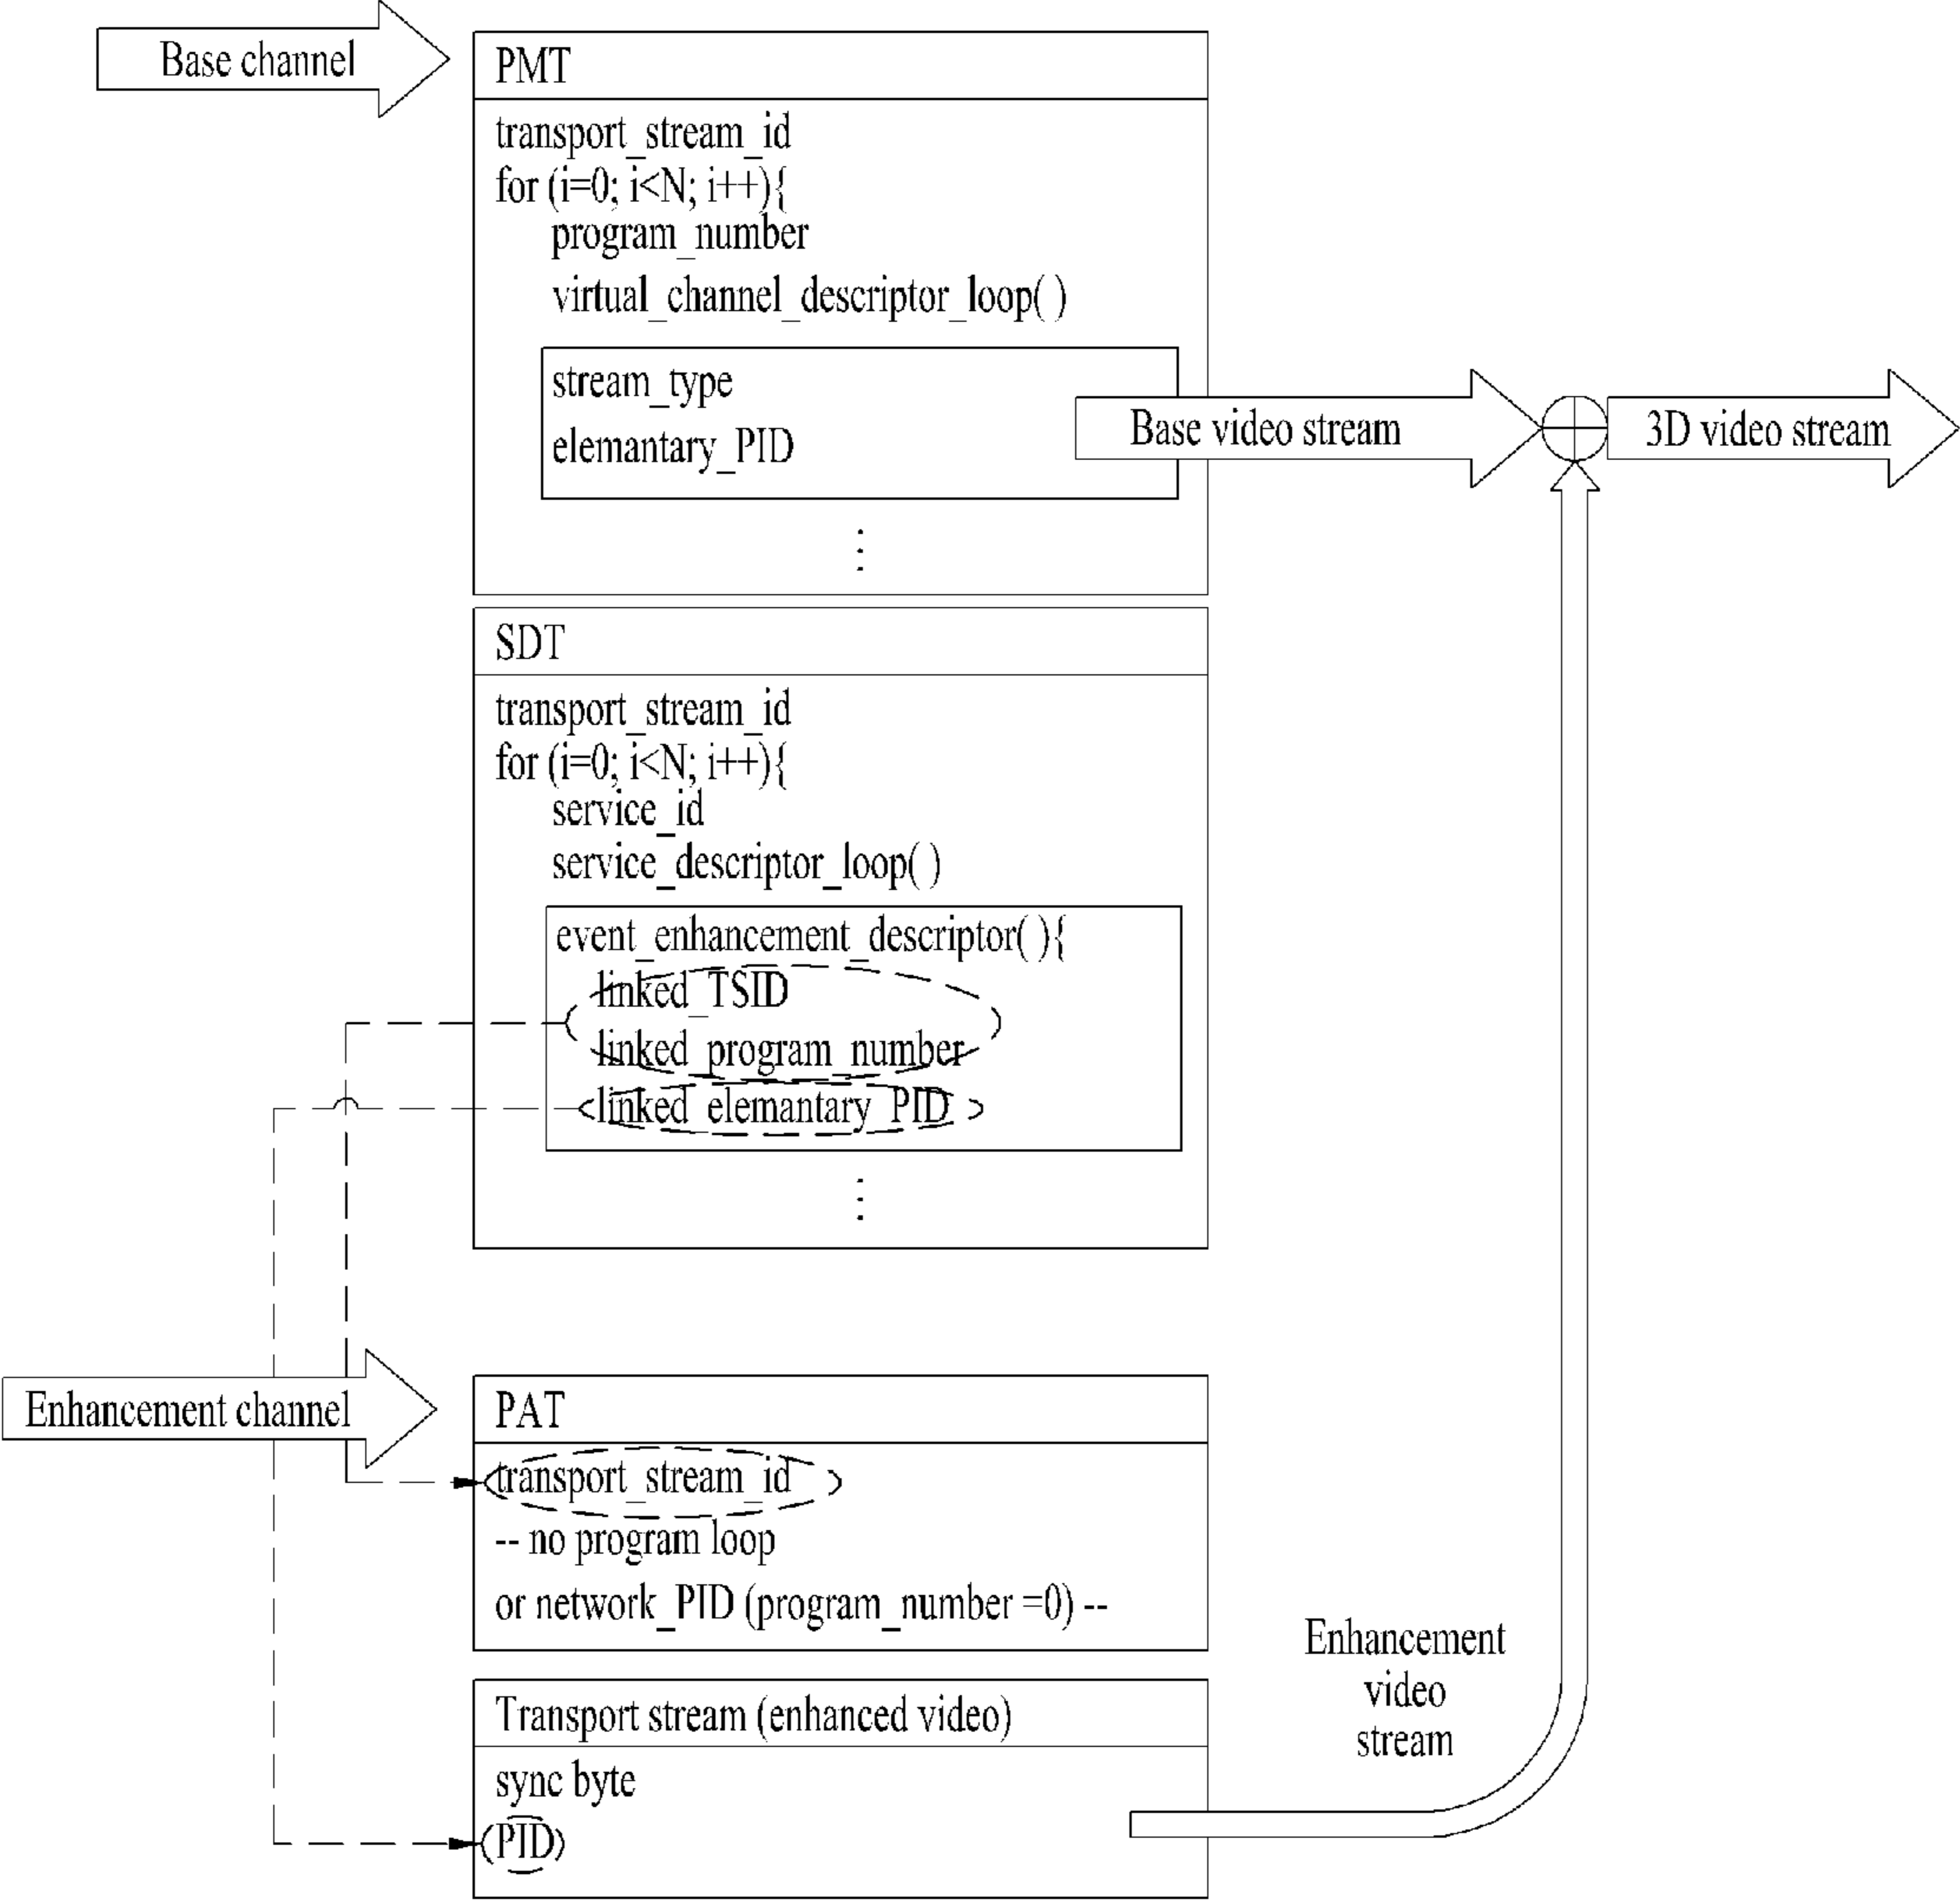 Base channel
PMT
transport_stream_id
for (i=0; i<N; i++){
program_number
virtual_channel_descriptor_loop( )
stream_type
elemantary_PID
Base video stream
3D video stream
SDT
transport_stream_id
for (i=0; i<N; i++){
service_id
service_descriptor_loop( )
event_enhancement_descriptor( ){
linked_TSID
linked_program_number
linked_elemantary_PID
Enhancement channel
PAT
transport_stream_id
-- no program loop
or network_PID (program_number =0) --
Transport stream (enhanced video)
sync byte
PID
Enhancement
video
stream